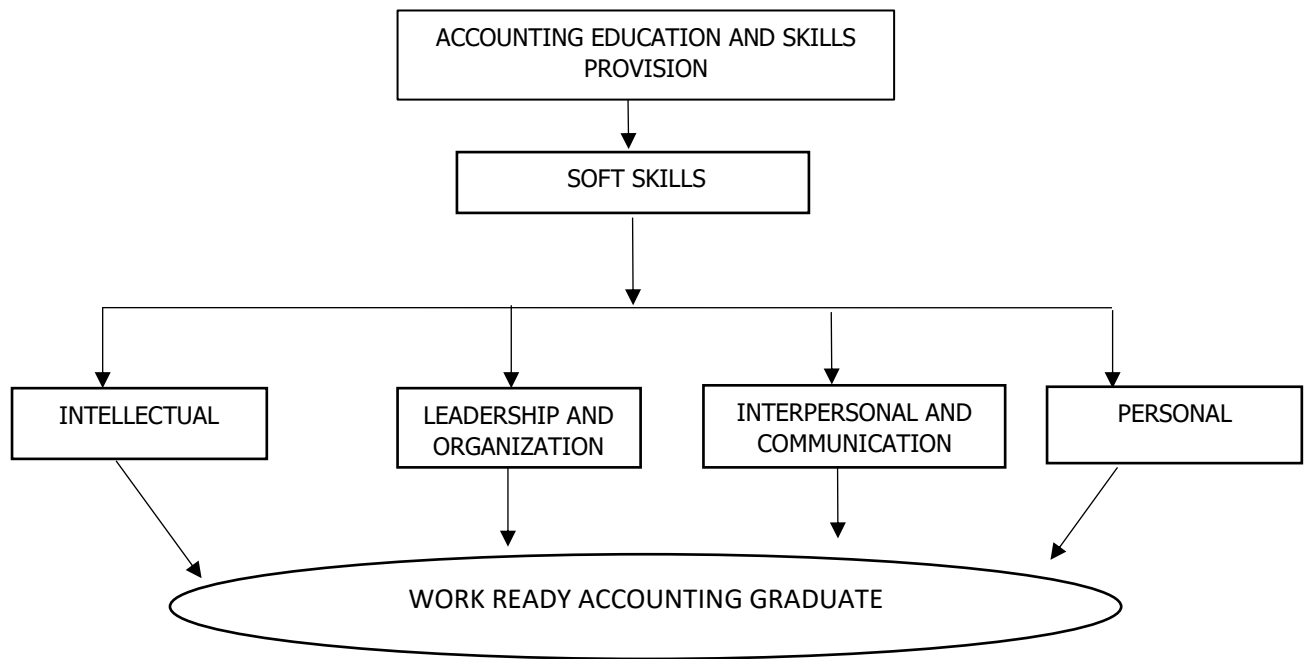 ACCOUNTING EDUCATION AND SKILLS
PROVISION
SOFT SKILLS
INTELLECTUAL
LEADERSHIP AND
ORGANIZATION
INTERPERSONAL AND
COMMUNICATION
PERSONAL
WORK READY ACCOUNTING GRADUATE